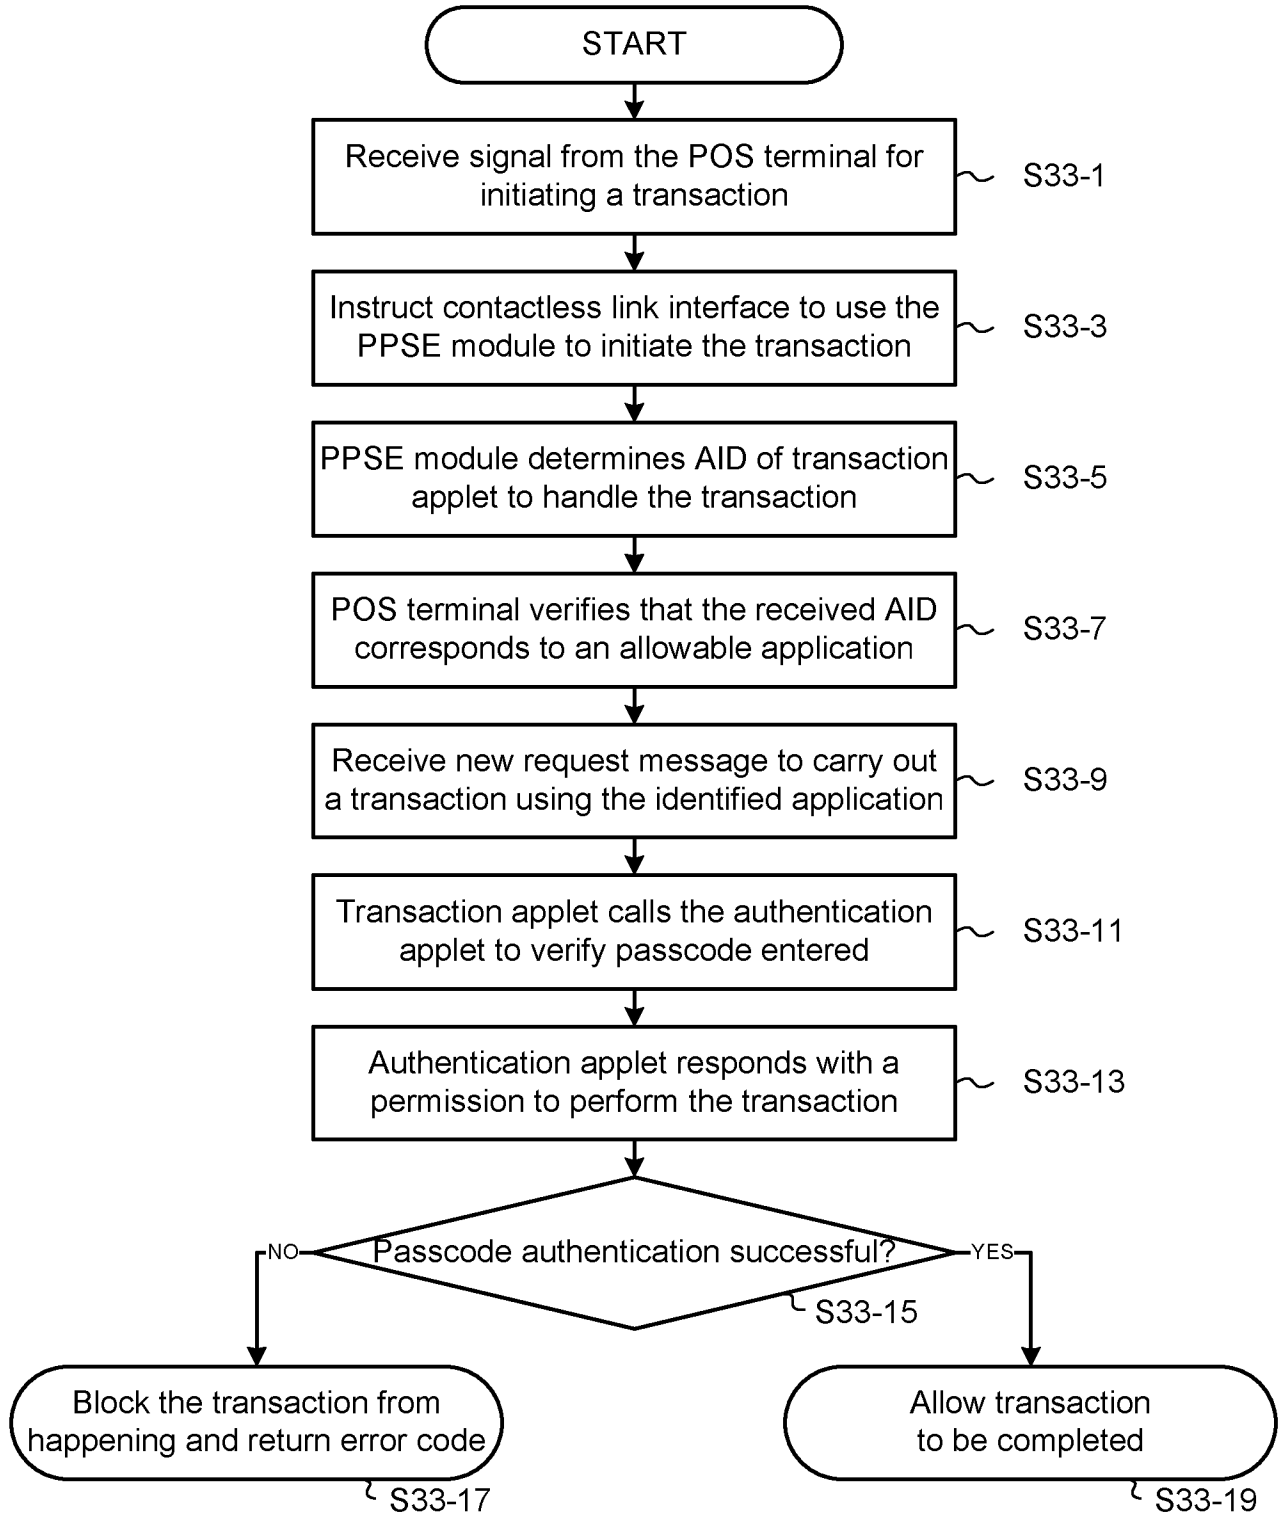 START
Receive signal from the POS terminal for
initiating a transaction
S33-1
Instruct contactless link interface to use the
PPSE module to initiate the transaction
S33-3
PPSE module determines AID of transaction
applet to handle the transaction
S33-5
POS terminal verifies that the received AID
corresponds to an allowable application
S33-7
Receive new request message to carry out
a transaction using the identified application
S33-9
Transaction applet calls the authentication
applet to verify passcode entered
S33-11
Authentication applet responds with a
permission to perform the transaction
S33-13
NO
Passcode authentication successful?
YES
S33-15
Block the transaction from
happening and return error code
S33-17
Allow transaction
to be completed
S33-19